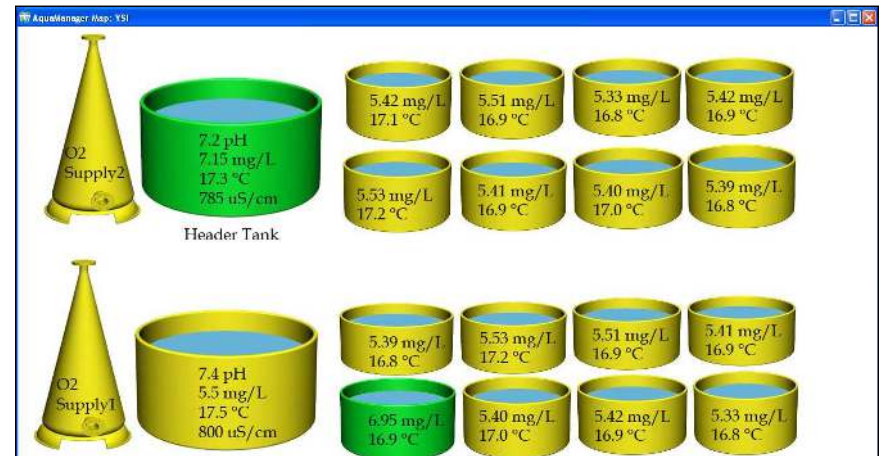 AquaManager Map: YSI
O2
Supply2
7.2 pH
7.15 mg/L
17.3 °C
785 uS/cm
Header Tank
5.42 mg/L
17.1 °C
5.51 mg/L
16.9 °C
5.33 mg/L
16.8 °C
5.42 mg/L
16.9 °C
5.53 mg/L
17.2 °C
5.41 mg/L
16.9 °C
5.40 mg/L
17.0 °C
5.39 mg/L
16.8 °C
O2
Supply1
7.4 pH
5.5 mg/L
17.5 °C
800 uS/cm
5.39 mg/L
16.8 °C
5.53 mg/L
17.2 °C
5.51 mg/L
16.9 °C
5.41 mg/L
16.9 °C
6.95 mg/L
16.9 °C
5.40 mg/L
17.0 °C
5.42 mg/L
16.9 °C
5.33 mg/L
16.8 °C